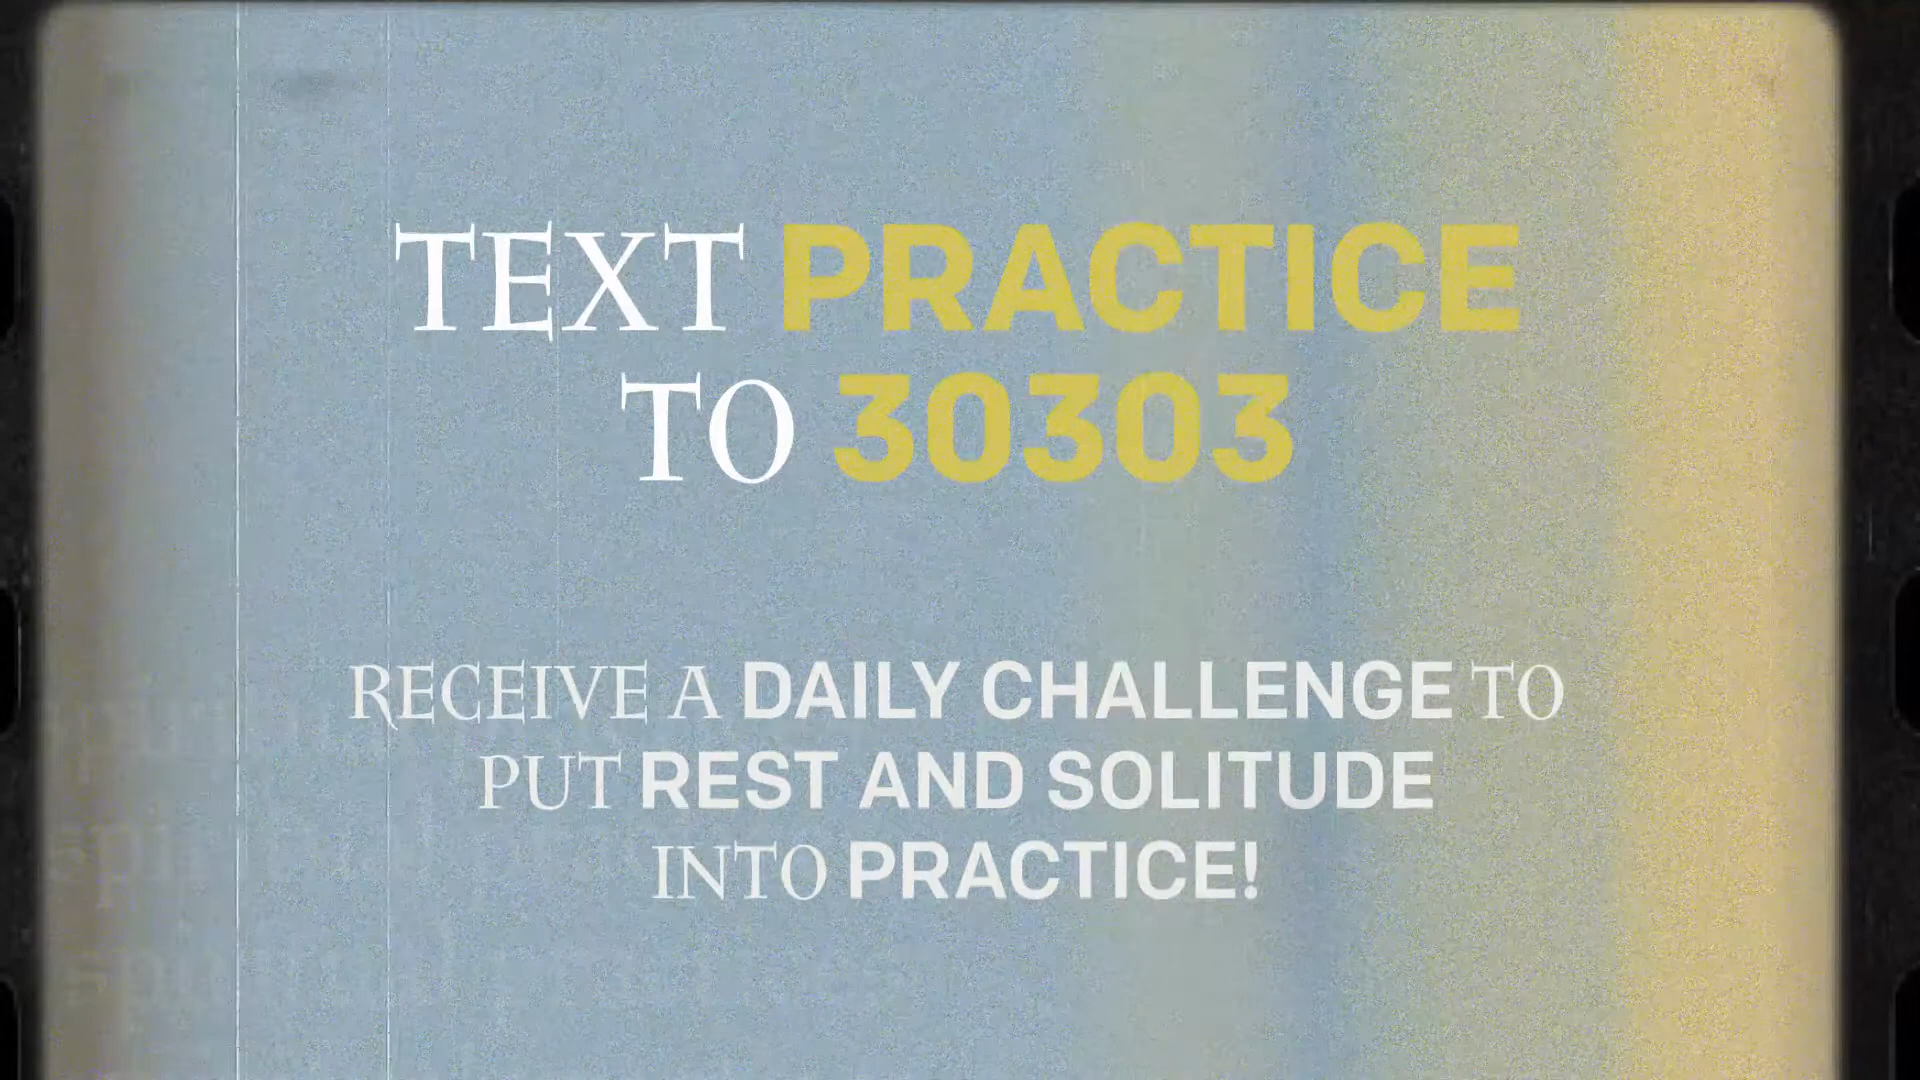 TEXT PRACTICE
TO 30303
RECEIVE A DAILY CHALLENGE TO
PUT REST AND SOLITUDE
INTO PRACTICE!